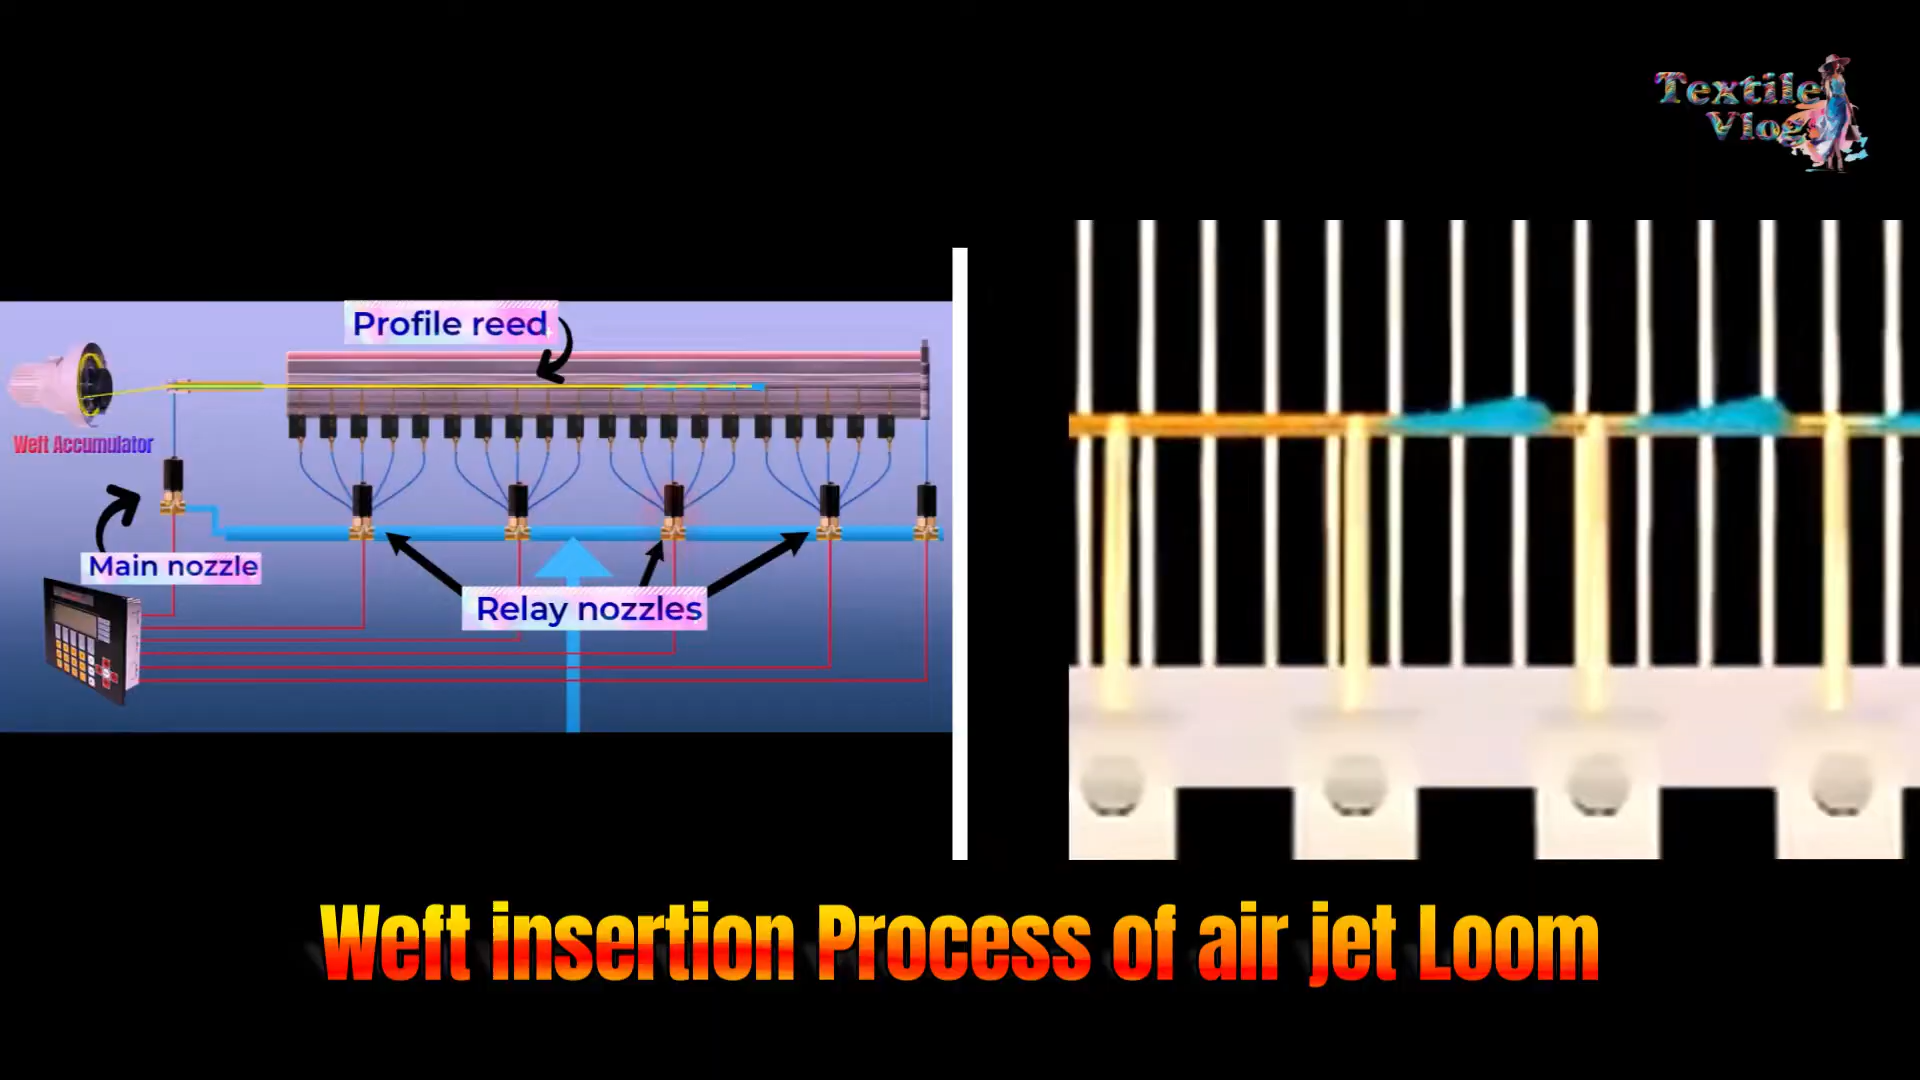 Textile
Vlog
Profile reed
Weft Accumulator
Main nozzle
Relay nozzles
Weft insertion Process of air jet Loom